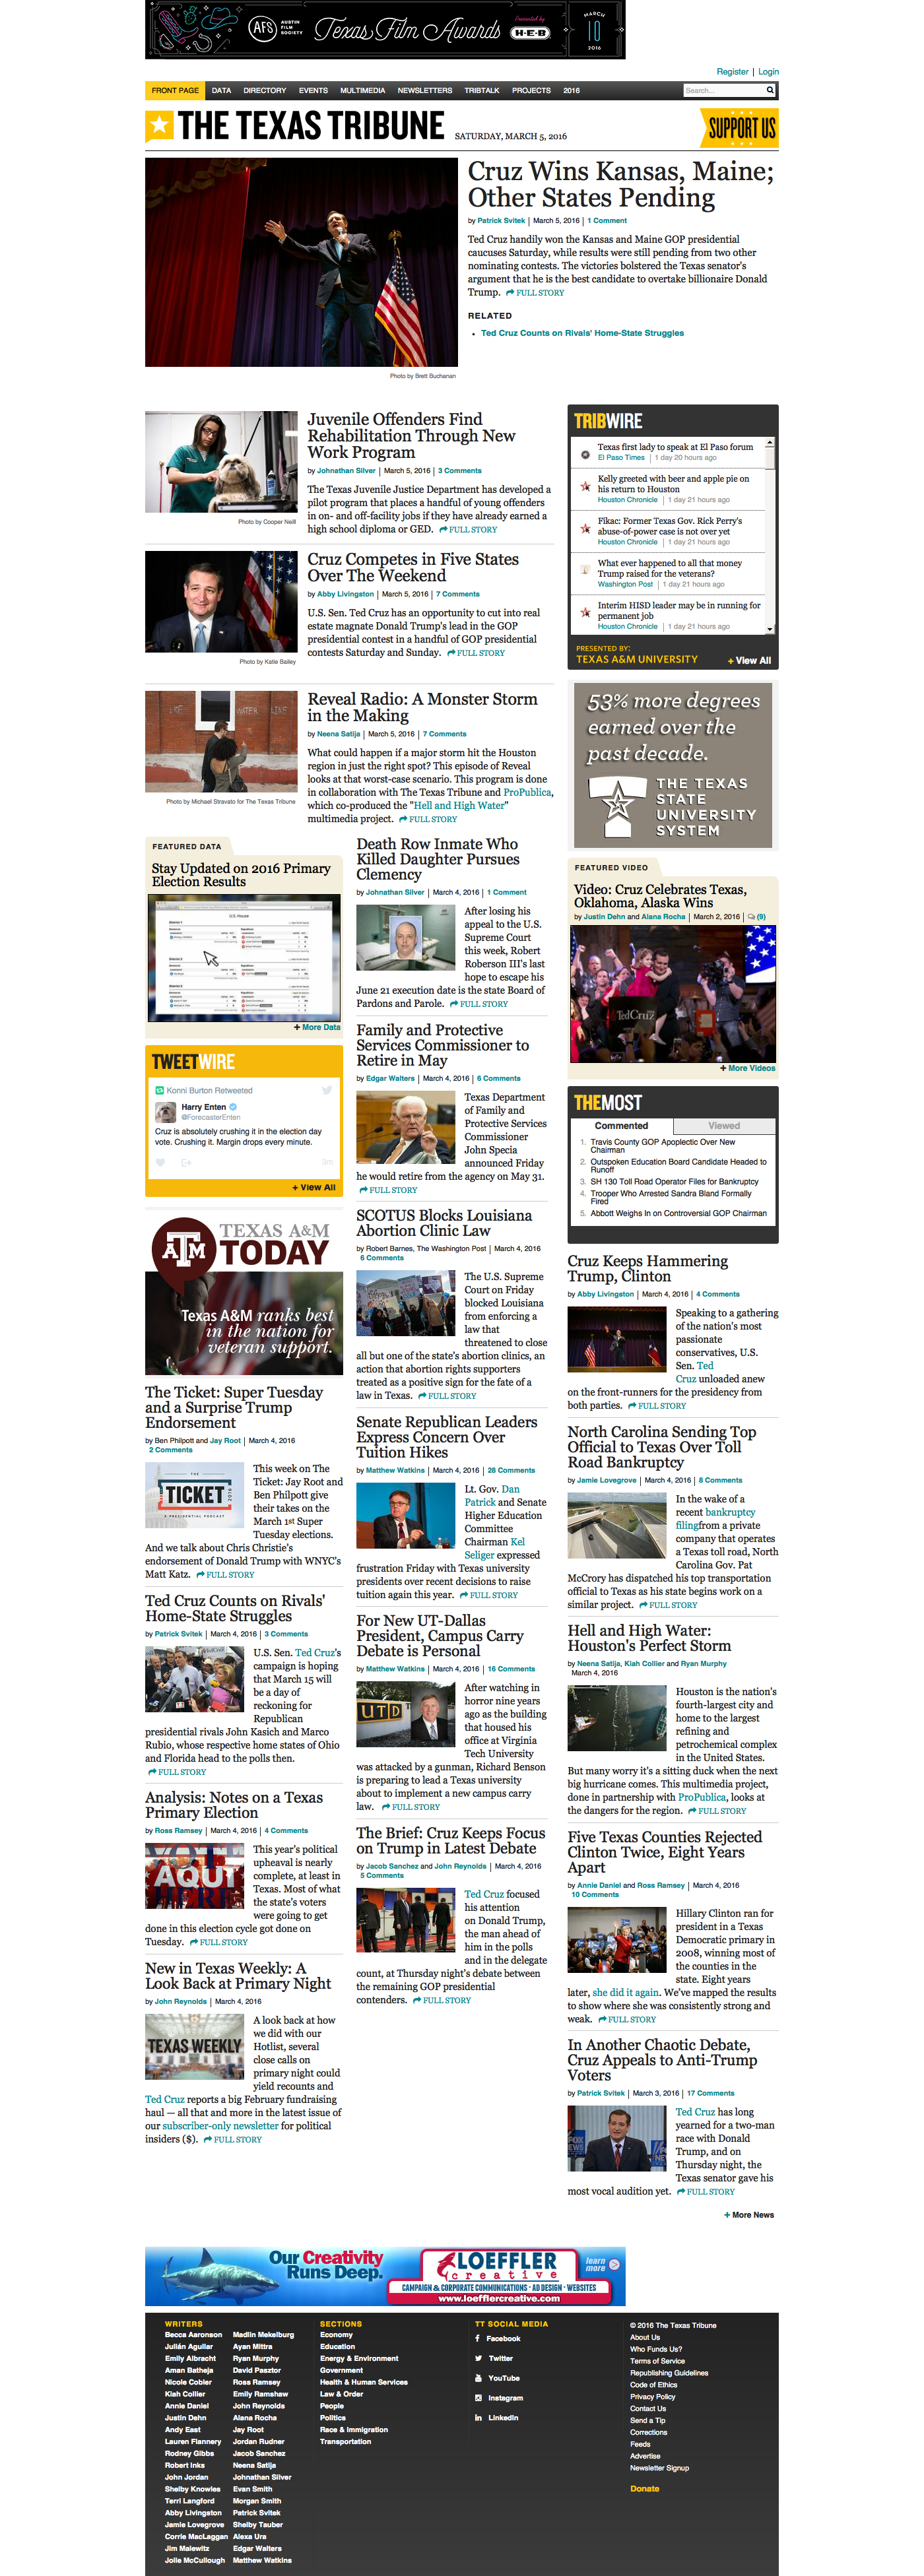 AFS AUSTIN FILM SOCIETY Texas Film Awards Presented by H-E-B MARCH 10 2016
Register | Login
FRONT PAGE DATA DIRECTORY EVENTS MULTIMEDIA NEWSLETTERS TRIBTALK PROJECTS 2016 Search...
THE TEXAS TRIBUNE SATURDAY, MARCH 5, 2016 SUPPORT US
Cruz Wins Kansas, Maine;
Other States Pending
by Patrick Svitek | March 5, 2016 | 1 Comment
Ted Cruz handily won the Kansas and Maine GOP presidential
caucuses Saturday, while results were still pending from two other
nominating contests. The victories bolstered the Texas senator's
argument that he is the best candidate to overtake billionaire Donald
Trump. FULL STORY
RELATED
Ted Cruz Counts on Rivals' Home-State Struggles
Photo by Brett Buchanan
Juvenile Offenders Find
Rehabilitation Through New
Work Program
by Johnathan Silver | March 5, 2016 | 3 Comments
The Texas Juvenile Justice Department has developed a
pilot program that places a handful of young offenders
in on- and off-facility jobs if they have already earned a
high school diploma or GED. FULL STORY
Photo by Cooper Neill
Cruz Competes in Five States
Over The Weekend
by Abby Livingston | March 5, 2016 | 7 Comments
U.S. Sen. Ted Cruz has an opportunity to cut into real
estate magnate Donald Trump's lead in the GOP
presidential contest in a handful of GOP presidential
contests Saturday and Sunday. FULL STORY
Photo by Katie Bailey
Reveal Radio: A Monster Storm
in the Making
by Neena Satija | March 5, 2016 | 7 Comments
What could happen if a major storm hit the Houston
region in just the right spot? This episode of Reveal
looks at that worst-case scenario. This program is done
in collaboration with The Texas Tribune and ProPublica,
which co-produced the "Hell and High Water"
multimedia project. FULL STORY
LIKE WATER LIKE
Photo by Michael Stravato for The Texas Tribune
TRIBWIRE
Texas first lady to speak at El Paso forum
El Paso Times | 1 day 20 hours ago
Kelly greeted with beer and apple pie on
his return to Houston
Houston Chronicle | 1 day 21 hours ago
Fikac: Former Texas Gov. Rick Perry's
abuse-of-power case is not over yet
Houston Chronicle | 1 day 21 hours ago
What ever happened to all that money
Trump raised for the veterans?
Washington Post | 1 day 21 hours ago
Interim HISD leader may be in running for
permanent job
Houston Chronicle | 1 day 21 hours ago
PRESENTED BY:
TEXAS A&M UNIVERSITY + View All
53% more degrees
earned over the
past decade.
THE TEXAS
STATE
UNIVERSITY
SYSTEM
FEATURED DATA
Stay Updated on 2016 Primary
Election Results
+ More Data
TWEETWIRE
Konni Burton Retweeted
Harry Enten
@ForecasterEnten
Cruz is absolutely crushing it in the election day
vote. Crushing it. Margin drops every minute.
3m
+ View All
ATM TEXAS A&M
TODAY
Texas A&M ranks best
in the nation for
veteran support.
The Ticket: Super Tuesday
and a Surprise Trump
Endorsement
by Ben Philpott and Jay Root | March 4, 2016
2 Comments
THE TICKET 2016
A PRESIDENTIAL PODCAST
This week on The
Ticket: Jay Root and
Ben Philpott give
their takes on the
March 1st Super
Tuesday elections.
And we talk about Chris Christie's
endorsement of Donald Trump with WNYC's
Matt Katz. FULL STORY
Ted Cruz Counts on Rivals'
Home-State Struggles
by Patrick Svitek | March 4, 2016 | 3 Comments
U.S. Sen. Ted Cruz's
campaign is hoping
that March 15 will
be a day of
reckoning for
Republican
presidential rivals John Kasich and Marco
Rubio, whose respective home states of Ohio
and Florida head to the polls then.
FULL STORY
Analysis: Notes on a Texas
Primary Election
by Ross Ramsey | March 4, 2016 | 4 Comments
AQUI
This year's political
upheaval is nearly
complete, at least in
Texas. Most of what
the state's voters
were going to get
done in this election cycle got done on
Tuesday. FULL STORY
New in Texas Weekly: A
Look Back at Primary Night
by John Reynolds | March 4, 2016
TEXAS WEEKLY
A look back at how
we did with our
Hotlist, several
close calls on
primary night could
yield recounts and
Ted Cruz reports a big February fundraising
haul — all that and more in the latest issue of
our subscriber-only newsletter for political
insiders ($). FULL STORY
Death Row Inmate Who
Killed Daughter Pursues
Clemency
by Johnathan Silver | March 4, 2016 | 1 Comment
After losing his
appeal to the U.S.
Supreme Court
this week, Robert
Roberson III's last
hope to escape his
June 21 execution date is the state Board of
Pardons and Parole. FULL STORY
Family and Protective
Services Commissioner to
Retire in May
by Edgar Walters | March 4, 2016 | 6 Comments
Texas Department
of Family and
Protective Services
Commissioner
John Specia
announced Friday
he would retire from the agency on May 31.
FULL STORY
SCOTUS Blocks Louisiana
Abortion Clinic Law
by Robert Barnes, The Washington Post | March 4, 2016
6 Comments
The U.S. Supreme
Court on Friday
blocked Louisiana
from enforcing a
law that
threatened to close
all but one of the state's abortion clinics, an
action that abortion rights supporters
treated as a positive sign for the fate of a
law in Texas. FULL STORY
Senate Republican Leaders
Express Concern Over
Tuition Hikes
by Matthew Watkins | March 4, 2016 | 28 Comments
Lt. Gov. Dan
Patrick and Senate
Higher Education
Committee
Chairman Kel
Seliger expressed
frustration Friday with Texas university
presidents over recent decisions to raise
tuition again this year. FULL STORY
For New UT-Dallas
President, Campus Carry
Debate is Personal
by Matthew Watkins | March 4, 2016 | 16 Comments
UTD
After watching in
horror nine years
ago as the building
that housed his
office at Virginia
Tech University
was attacked by a gunman, Richard Benson
is preparing to lead a Texas university
about to implement a new campus carry
law. FULL STORY
The Brief: Cruz Keeps Focus
on Trump in Latest Debate
by Jacob Sanchez and John Reynolds | March 4, 2016
5 Comments
Ted Cruz focused
his attention
on Donald Trump,
the man ahead of
him in the polls
and in the delegate
count, at Thursday night's debate between
the remaining GOP presidential
contenders. FULL STORY
FEATURED VIDEO
Video: Cruz Celebrates Texas,
Oklahoma, Alaska Wins
by Justin Dehn and Alana Rocha | March 2, 2016 | (9)
TedCruz
+ More Videos
THEMOST
Commented Viewed
1. Travis County GOP Apoplectic Over New
Chairman
2. Outspoken Education Board Candidate Headed to
Runoff
3. SH 130 Toll Road Operator Files for Bankruptcy
4. Trooper Who Arrested Sandra Bland Formally
Fired
5. Abbott Weighs In on Controversial GOP Chairman
Cruz Keeps Hammering
Trump, Clinton
by Abby Livingston | March 4, 2016 | 4 Comments
Speaking to a gathering
of the nation's most
passionate
conservatives, U.S.
Sen. Ted
Cruz unloaded anew
on the front-runners for the presidency from
both parties. FULL STORY
North Carolina Sending Top
Official to Texas Over Toll
Road Bankruptcy
by Jamie Lovegrove | March 4, 2016 | 8 Comments
In the wake of a
recent bankruptcy
filingfrom a private
company that operates
a Texas toll road, North
Carolina Gov. Pat
McCrory has dispatched his top transportation
official to Texas as his state begins work on a
similar project. FULL STORY
Hell and High Water:
Houston's Perfect Storm
by Neena Satija, Kiah Collier and Ryan Murphy
March 4, 2016
Houston is the nation's
fourth-largest city and
home to the largest
refining and
petrochemical complex
in the United States.
But many worry it's a sitting duck when the next
big hurricane comes. This multimedia project,
done in partnership with ProPublica, looks at
the dangers for the region. FULL STORY
Five Texas Counties Rejected
Clinton Twice, Eight Years
Apart
by Annie Daniel and Ross Ramsey | March 4, 2016
10 Comments
Hillary Clinton ran for
president in a Texas
Democratic primary in
2008, winning most of
the counties in the
state. Eight years
later, she did it again. We've mapped the results
to show where she was consistently strong and
weak. FULL STORY
In Another Chaotic Debate,
Cruz Appeals to Anti-Trump
Voters
by Patrick Svitek | March 3, 2016 | 17 Comments
Ted Cruz has long
yearned for a two-man
race with Donald
Trump, and on
Thursday night, the
Texas senator gave his
most vocal audition yet. FULL STORY
+ More News
Our Creativity
Runs Deep.
LOEFFLER
creative
CAMPAIGN & CORPORATE COMMUNICATIONS · AD DESIGN · WEBSITES
www.loefflercreative.com
learn more >
WRITERS
Becca Aaronson
Julián Aguilar
Emily Albracht
Aman Batheja
Nicole Cobler
Kiah Collier
Annie Daniel
Justin Dehn
Andy East
Lauren Flannery
Rodney Gibbs
Robert Inks
John Jordan
Shelby Knowles
Terri Langford
Abby Livingston
Jamie Lovegrove
Corrie MacLaggan
Jim Malewitz
Jolie McCullough
Madlin Mekelburg
Ayan Mittra
Ryan Murphy
David Pasztor
Ross Ramsey
Emily Ramshaw
John Reynolds
Alana Rocha
Jay Root
Jordan Rudner
Jacob Sanchez
Neena Satija
Johnathan Silver
Evan Smith
Morgan Smith
Patrick Svitek
Shelby Tauber
Alexa Ura
Edgar Walters
Matthew Watkins
SECTIONS
Economy
Education
Energy & Environment
Government
Health & Human Services
Law & Order
People
Politics
Race & Immigration
Transportation
TT SOCIAL MEDIA
Facebook
Twitter
YouTube
Instagram
LinkedIn
© 2016 The Texas Tribune
About Us
Who Funds Us?
Terms of Service
Republishing Guidelines
Code of Ethics
Privacy Policy
Contact Us
Send a Tip
Corrections
Feeds
Advertise
Newsletter Signup
Donate